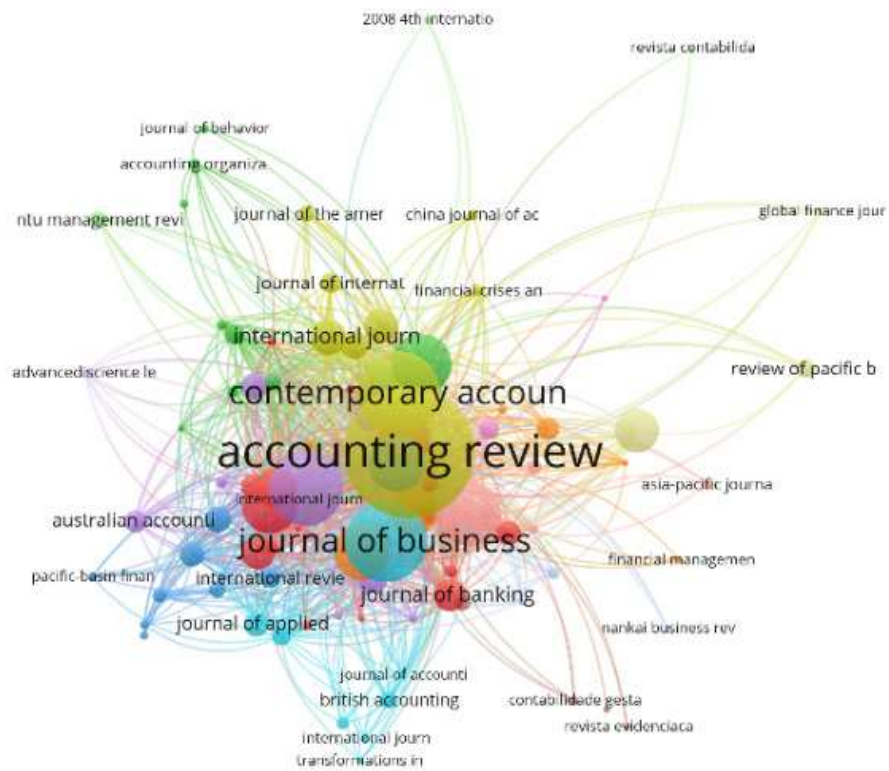 2008 4th internatio
revista contabilida
journal of behavior
accounting organiza..
ntu management revi
journal of the amer
china journal of ac
global finance jour
journal of internat
financial crises an
international journ
advancedscience le
review of pacific b
contemporary accoun
accounting review
asia-pacific journa
international journ
australian accounti
journal of business
financial managemen
pacific-basin finan
international revie
journal of banking
journal of applied
nankai business rev
journal of accounti
british accounting
contabilidade gesta
revista evidenciaca
international journ
transformations in